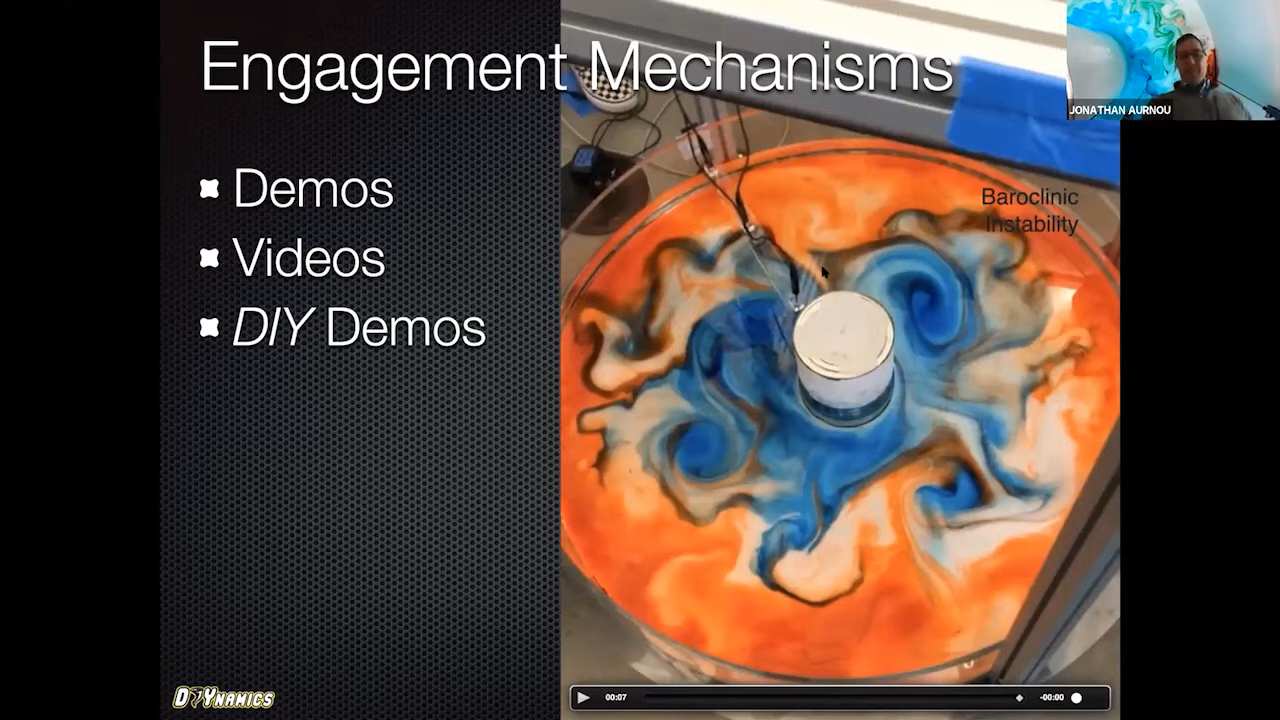 Engagement Mechanisms
JONATHAN AURNOU
Demos
Videos
DIY Demos
Baroclinic
Instability
DIYNAMICS
00:07
-00:00